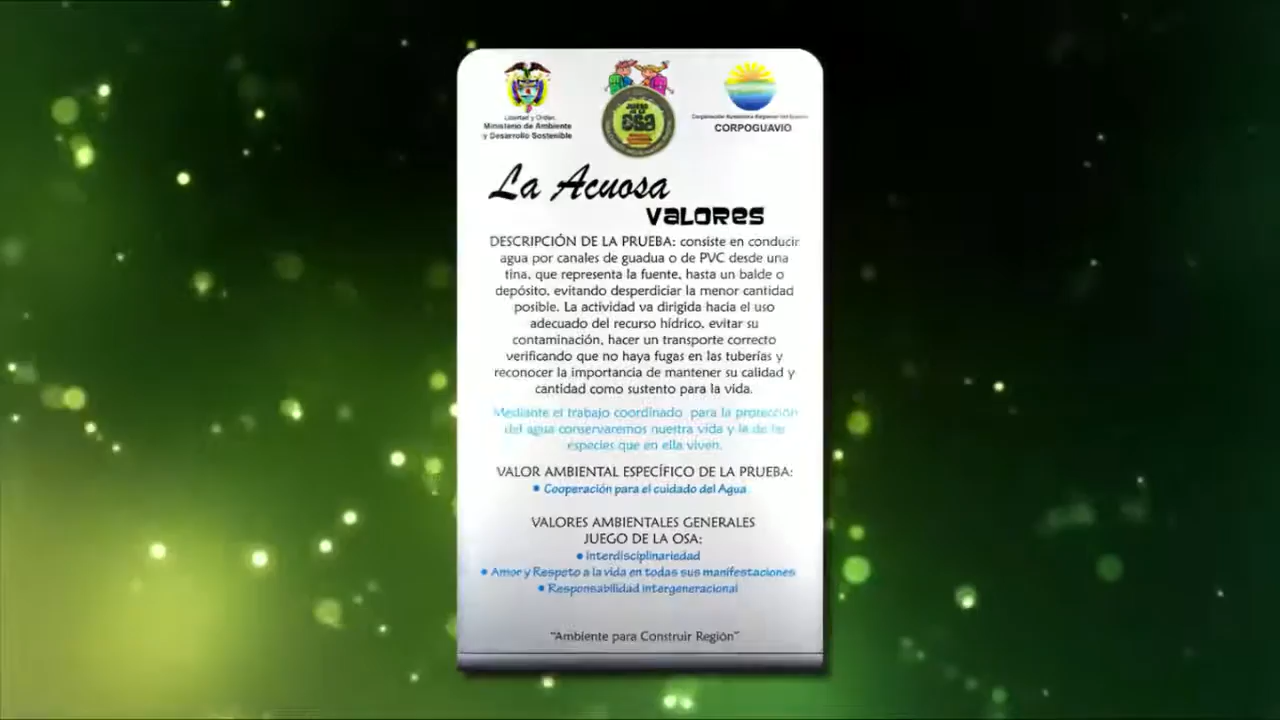 Libertad y Orden
Ministerio de Ambiente
y Desarrollo Sostenible
JUEGO
DE LA
OSA
CORPOGUAVIO
La Acuosa
VALORES
DESCRIPCIÓN DE LA PRUEBA: consiste en conducir
agua por canales de guadua o de PVC desde una
tina, que representa la fuente, hasta un balde o
depósito, evitando desperdiciar la menor cantidad
posible. La actividad va dirigida hacia el uso
adecuado del recurso hídrico, evitar su
contaminación, hacer un transporte correcto
verificando que no haya fugas en las tuberías y
reconocer la importancia de mantener su calidad y
cantidad como sustento para la vida.
Mediante el trabajo coordinado para la protección
del agua conservaremos nuestra vida y la de las
especies que en ella viven.
VALOR AMBIENTAL ESPECÍFICO DE LA PRUEBA:
• Cooperación para el cuidado del Agua
VALORES AMBIENTALES GENERALES
JUEGO DE LA OSA:
• Interdisciplinariedad
• Amor y Respeto a la vida en todas sus manifestaciones
• Responsabilidad intergeneracional
"Ambiente para Construir Región"